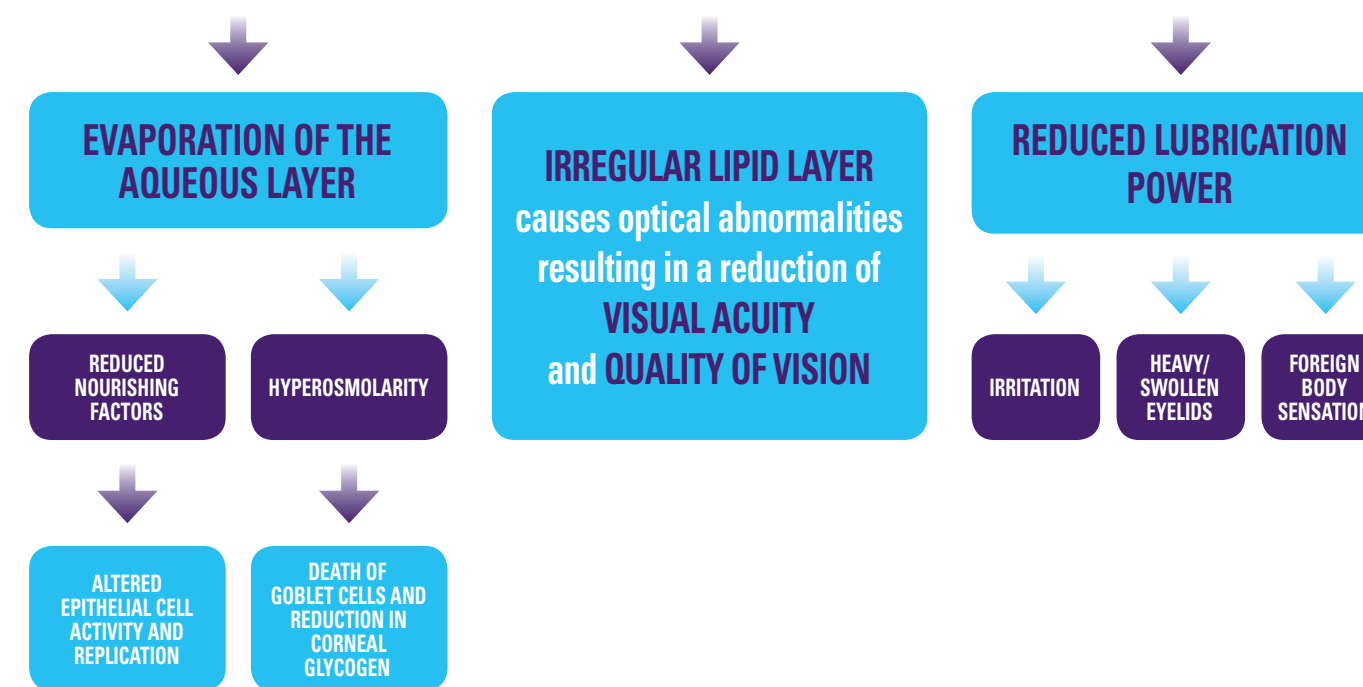 EVAPORATION OF THE
AQUEOUS LAYER
REDUCED
NOURISHING
FACTORS
HYPEROSMOLARITY
ALTERED
EPITHELIAL CELL
ACTIVITY AND
REPLICATION
DEATH OF
GOBLET CELLS AND
REDUCTION IN
CORNEAL
GLYCOGEN
IRREGULAR LIPID LAYER
causes optical abnormalities
resulting in a reduction of
VISUAL ACUITY
and QUALITY OF VISION
REDUCED LUBRICATION
POWER
IRRITATION
HEAVY/
SWOLLEN
EYELIDS
FOREIGN
BODY
SENSATION